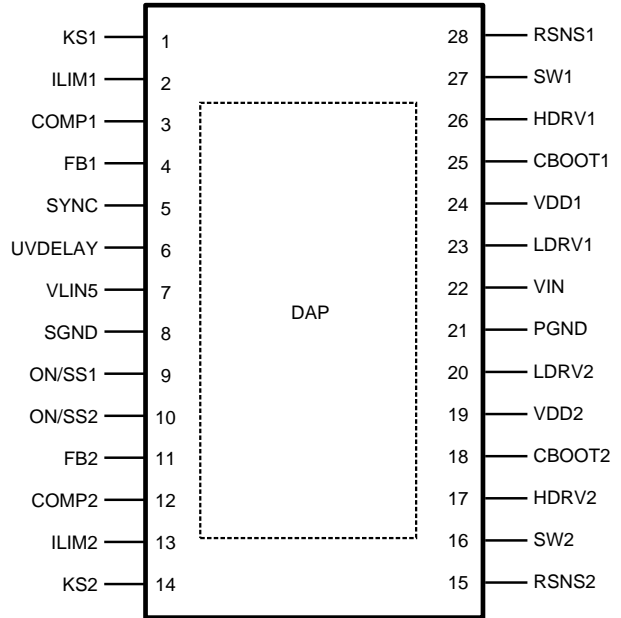 KS1 1 28 RSNS1
ILIM1 2 27 SW1
COMP1 3 26 HDRV1
FB1 4 25 CBOOT1
SYNC 5 24 VDD1
UVDELAY 6 23 LDRV1
VLIN5 7 22 VIN
DAP
SGND 8 21 PGND
ON/SS1 9 20 LDRV2
ON/SS2 10 19 VDD2
FB2 11 18 CBOOT2
COMP2 12 17 HDRV2
ILIM2 13 16 SW2
KS2 14 15 RSNS2